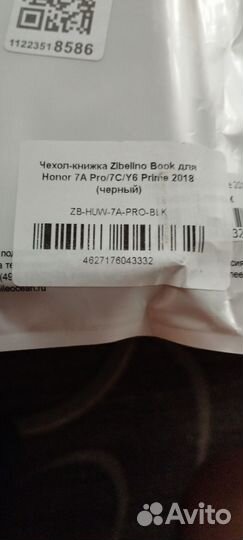 11223518586
Чехол-книжка Zibelino Book для
Honor 7A Pro/7C/Y6 Prime 2018
(черный)
ZB-HUW-7A-PRO-BLK
4627176043332
Avito